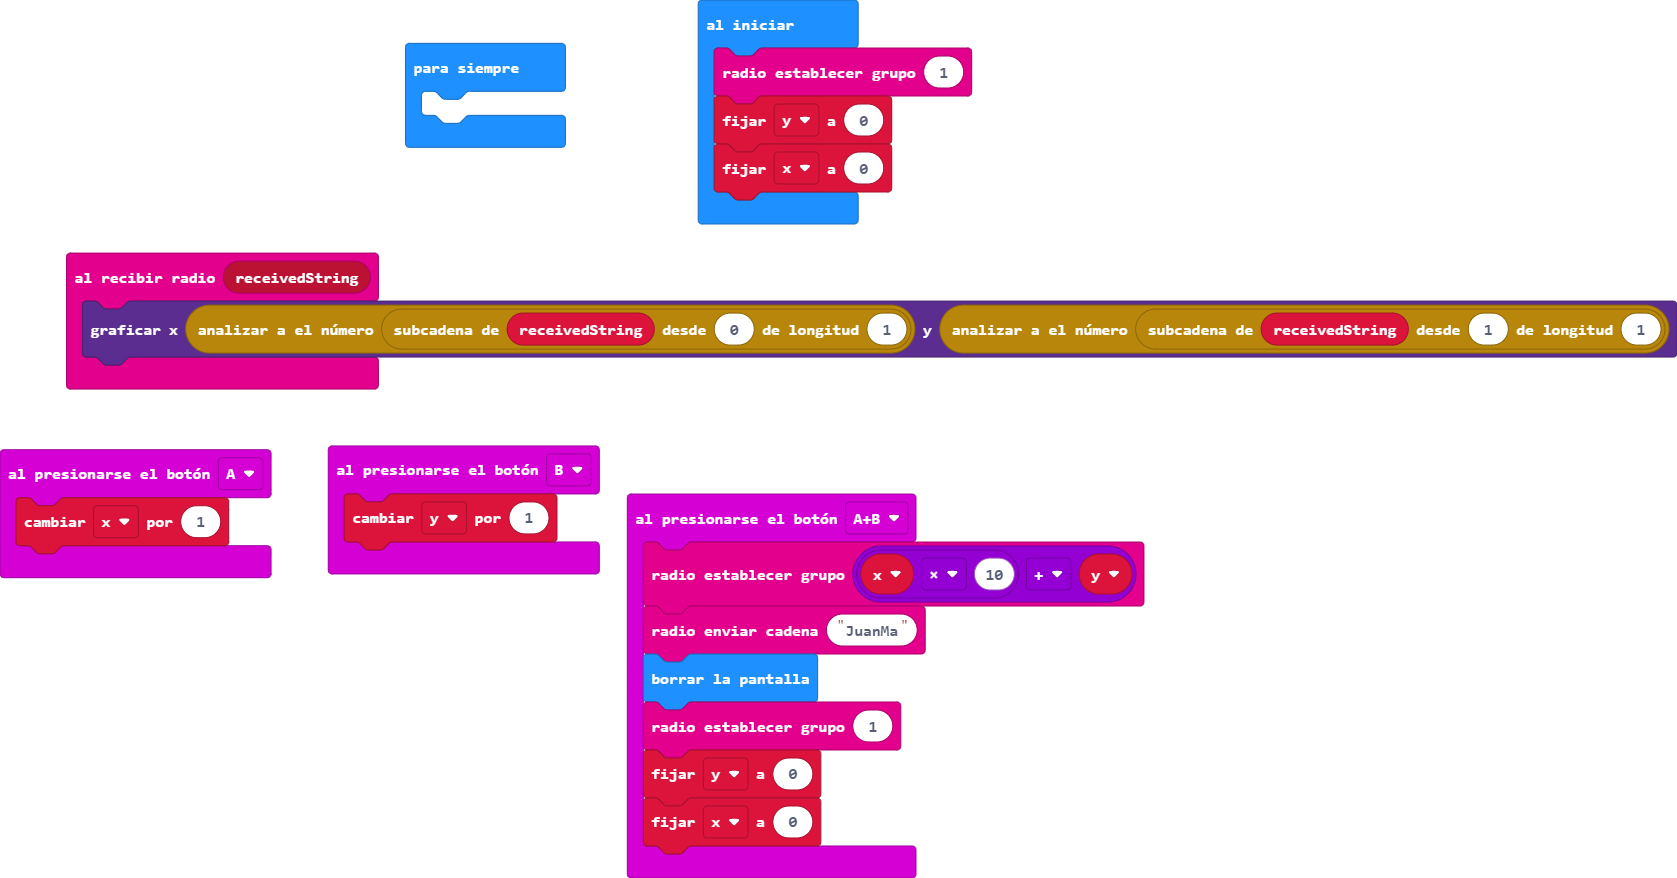 al iniciar
radio establecer grupo 1
fijar y a 0
fijar x a 0
para siempre
al recibir radio receivedString
graficar x analizar a el número subcadena de receivedString desde 0 de longitud 1 y analizar a el número subcadena de receivedString desde 1 de longitud 1
al presionarse el botón A
cambiar x por 1
al presionarse el botón B
cambiar y por 1
al presionarse el botón A+B
radio establecer grupo x × 10 + y
radio enviar cadena "JuanMa"
borrar la pantalla
radio establecer grupo 1
fijar y a 0
fijar x a 0